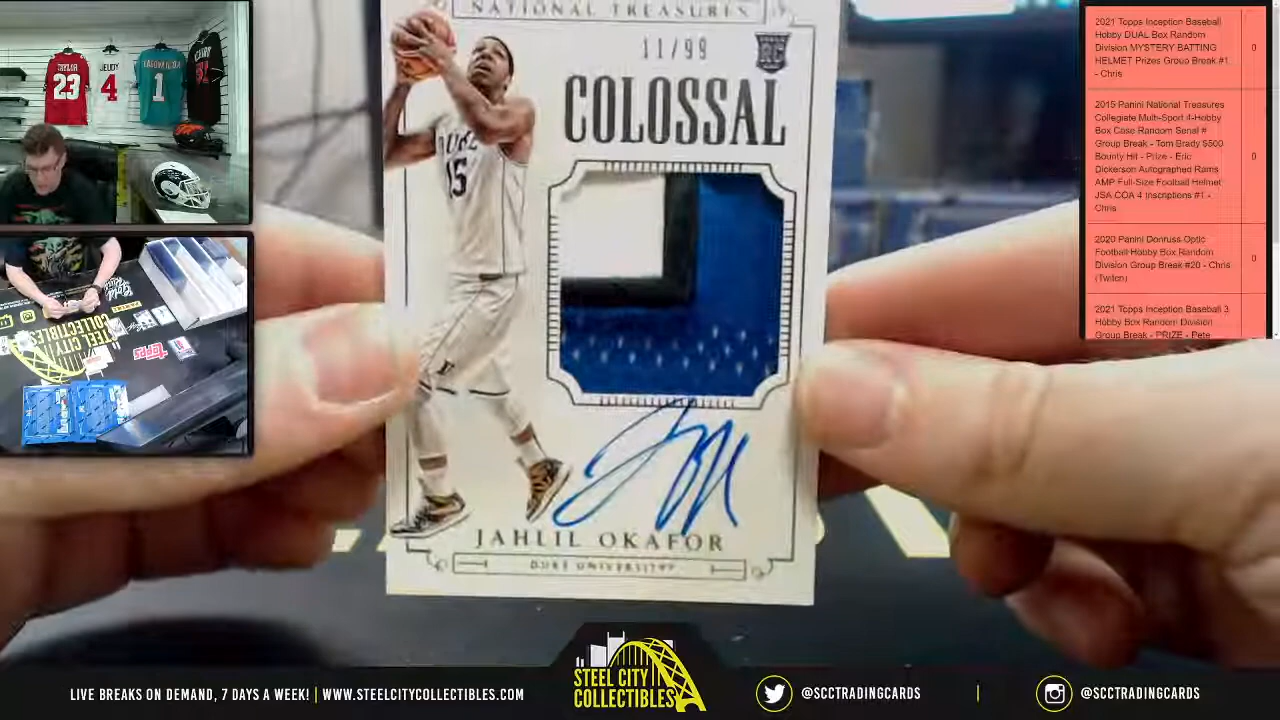 NATIONAL TREASURES
11/99
RC
COLOSSAL
DUKE
15
JAHLIL OKAFOR
DUKE UNIVERSITY
TAYLOR
23
JEUDY
4
1
STEEL CITY
COLLECTIBLES
topps
2021 Topps Inception Baseball
Hobby DUAL Box Random
Division MYSTERY BATTING
HELMET Prizes Group Break #1
- Chris
0
2015 Panini National Treasures
Collegiate Multi-Sport 4-Hobby
Box Case Random Serial #
Group Break - Tom Brady $500
Bounty Hit - Prize - Eric
Dickerson Autographed Rams
AMP Full-Size Football Helmet
JSA COA 4 Inscriptions #1 -
Chris
0
2020 Panini Donruss Optic
Football Hobby Box Random
Division Group Break #20 - Chris
(Twitch)
0
2021 Topps Inception Baseball 3
Hobby Box Random Division
Group Break - PRIZE - Pete
LIVE BREAKS ON DEMAND, 7 DAYS A WEEK! | WWW.STEELCITYCOLLECTIBLES.COM
STEEL CITY
COLLECTIBLES
@SCCTRADINGCARDS | @SCCTRADINGCARDS